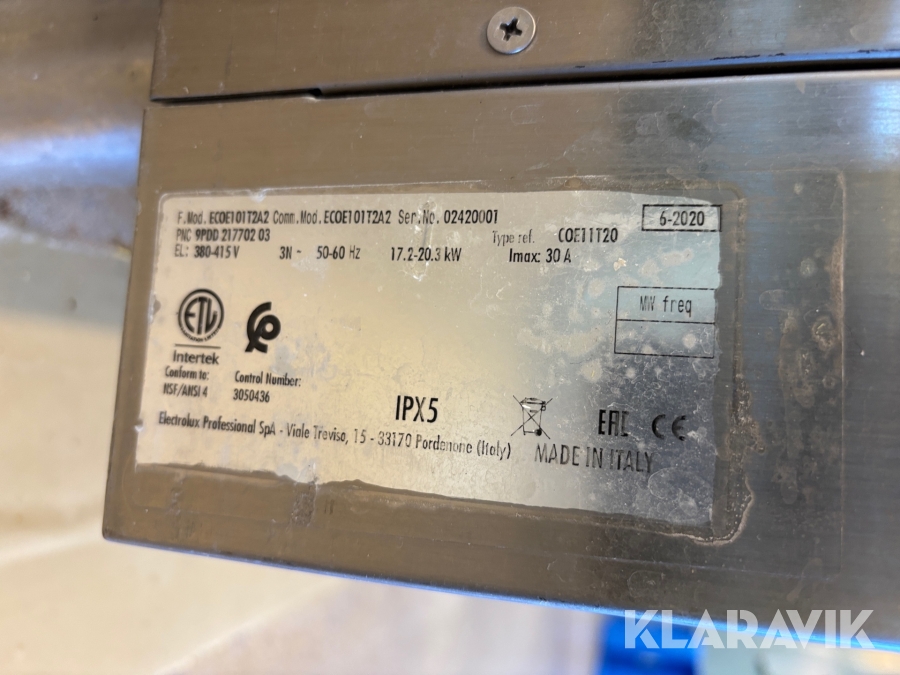 F.Mod. ECOE101T2A2 Comm.Mod. ECOE101T2A2 Ser.No. 02420001
6-2020
PNC 9PDD 217702 03
Type ref. COE11T20
EL: 380-415 V 3N ~ 50-60 Hz 17.2-20.3 kW Imax: 30 A
MW freq
ETL
Intertek
Conform to:
NSF/ANSI 4
Control Number:
3050436
IPX5
EAC CE
Electrolux Professional SpA - Viale Treviso, 15 - 33170 Pordenone (Italy)
MADE IN ITALY
KLARAVIK